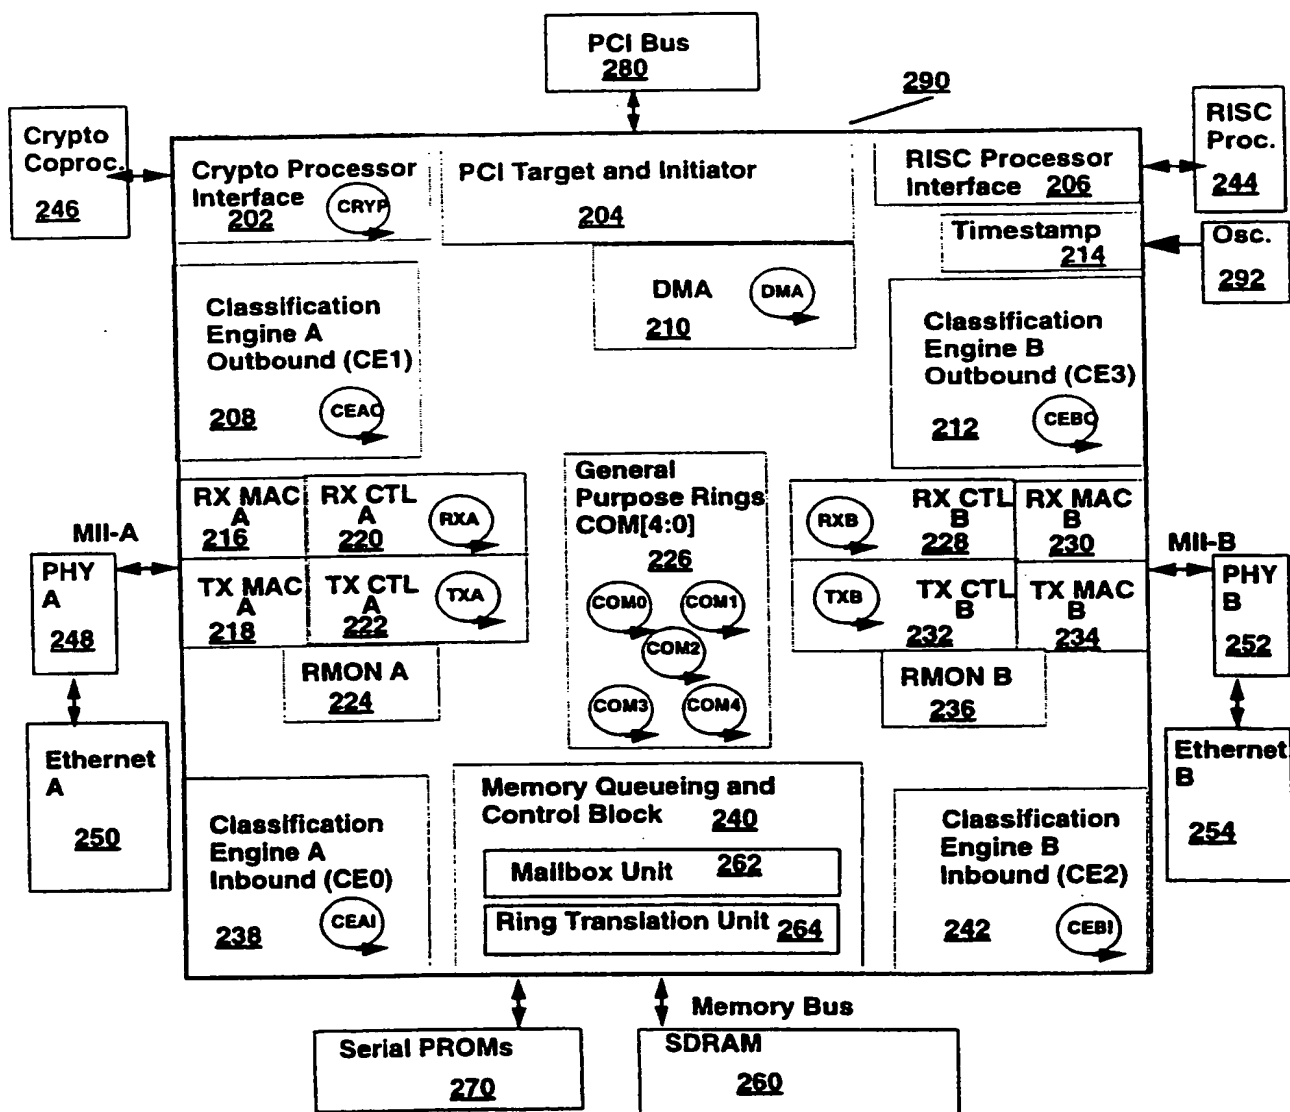 PCI Bus
280
290
Crypto
Coproc.
246
RISC
Proc.
244
Crypto Processor
Interface
202
CRYP
PCI Target and Initiator
204
RISC Processor
Interface 206
Timestamp
214
Osc.
292
DMA
210
DMA
Classification
Engine A
Outbound (CE1)
208
CEAO
Classification
Engine B
Outbound (CE3)
212
CEBO
General
Purpose Rings
COM[4:0]
226
COM0
COM1
COM2
COM3
COM4
RX MAC
A
216
RX CTL
A
220
RXA
TX MAC
A
218
TX CTL
A
222
TXA
RMON A
224
RXB
RX CTL
B
228
RX MAC
B
230
TXB
TX CTL
B
232
TX MAC
B
234
RMON B
236
MII-A
PHY
A
248
Ethernet
A
250
MII-B
PHY
B
252
Ethernet
B
254
Classification
Engine A
Inbound (CE0)
238
CEAI
Memory Queueing and
Control Block 240
Mailbox Unit 262
Ring Translation Unit 264
Classification
Engine B
Inbound (CE2)
242
CEBI
Memory Bus
Serial PROMs
270
SDRAM
260